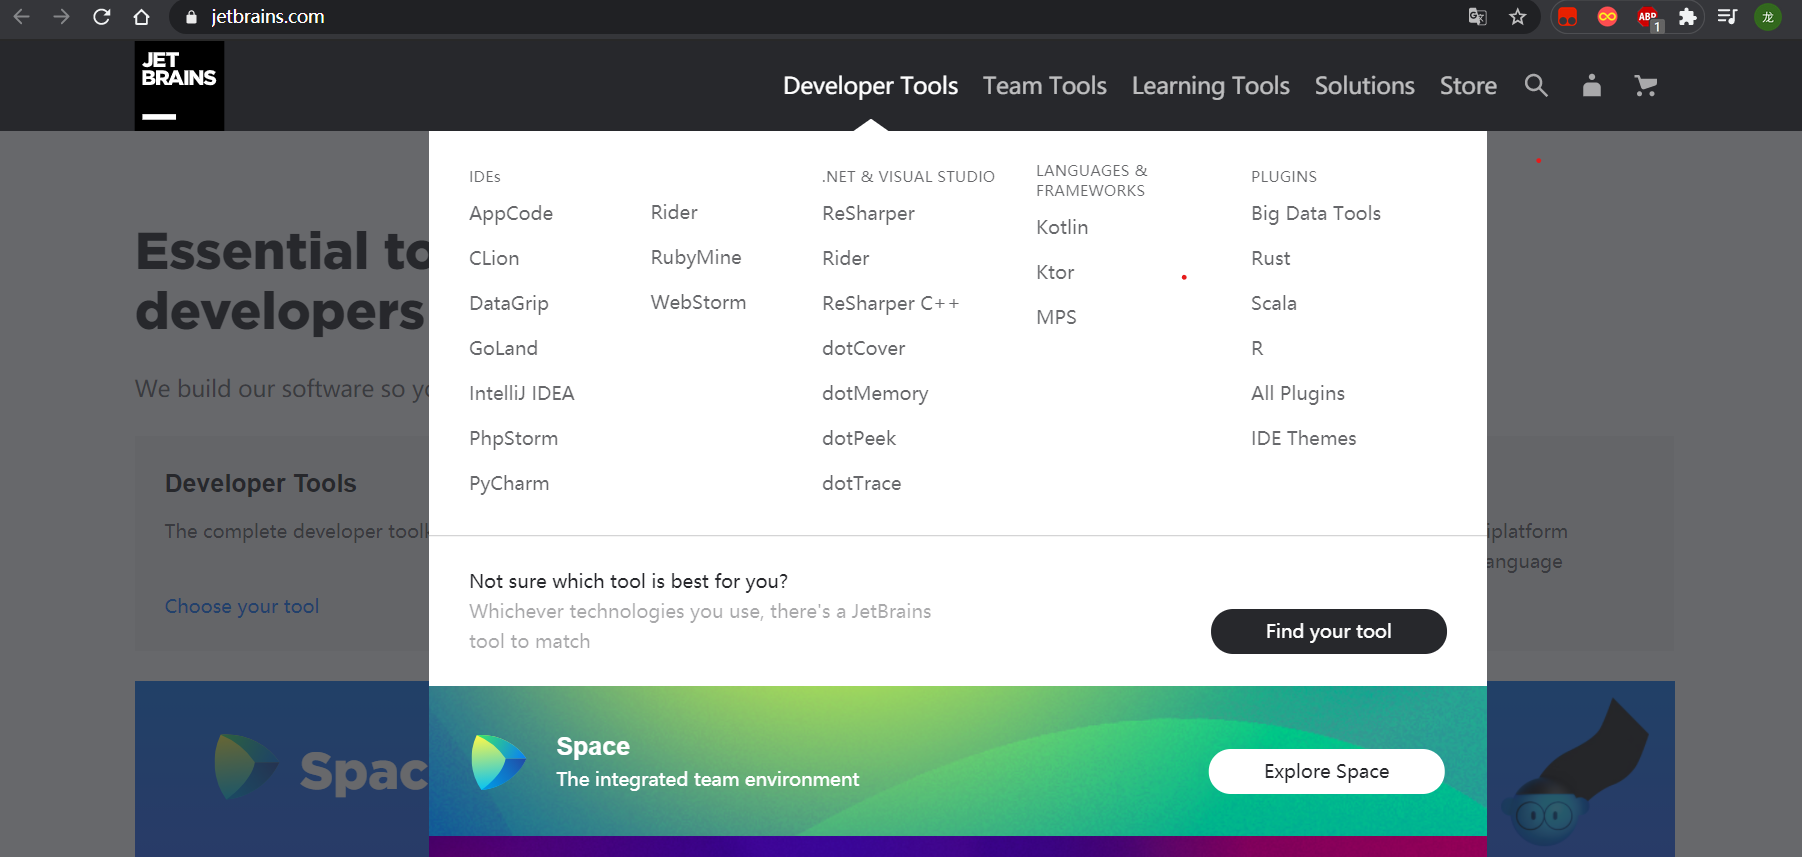 jetbrains.com
ABP
1
龙
JET
BRAINS
Developer Tools
Team Tools
Learning Tools
Solutions
Store
IDEs
AppCode
CLion
DataGrip
GoLand
IntelliJ IDEA
PhpStorm
PyCharm
Rider
RubyMine
WebStorm
.NET & VISUAL STUDIO
ReSharper
Rider
ReSharper C++
dotCover
dotMemory
dotPeek
dotTrace
LANGUAGES &
FRAMEWORKS
Kotlin
Ktor
MPS
PLUGINS
Big Data Tools
Rust
Scala
R
All Plugins
IDE Themes
Not sure which tool is best for you?
Whichever technologies you use, there's a JetBrains
tool to match
Find your tool
Space
The integrated team environment
Explore Space
Essential to
developers
We build our software so yo
Developer Tools
The complete developer toolk
Choose your tool
iplatform
anguage
Spac